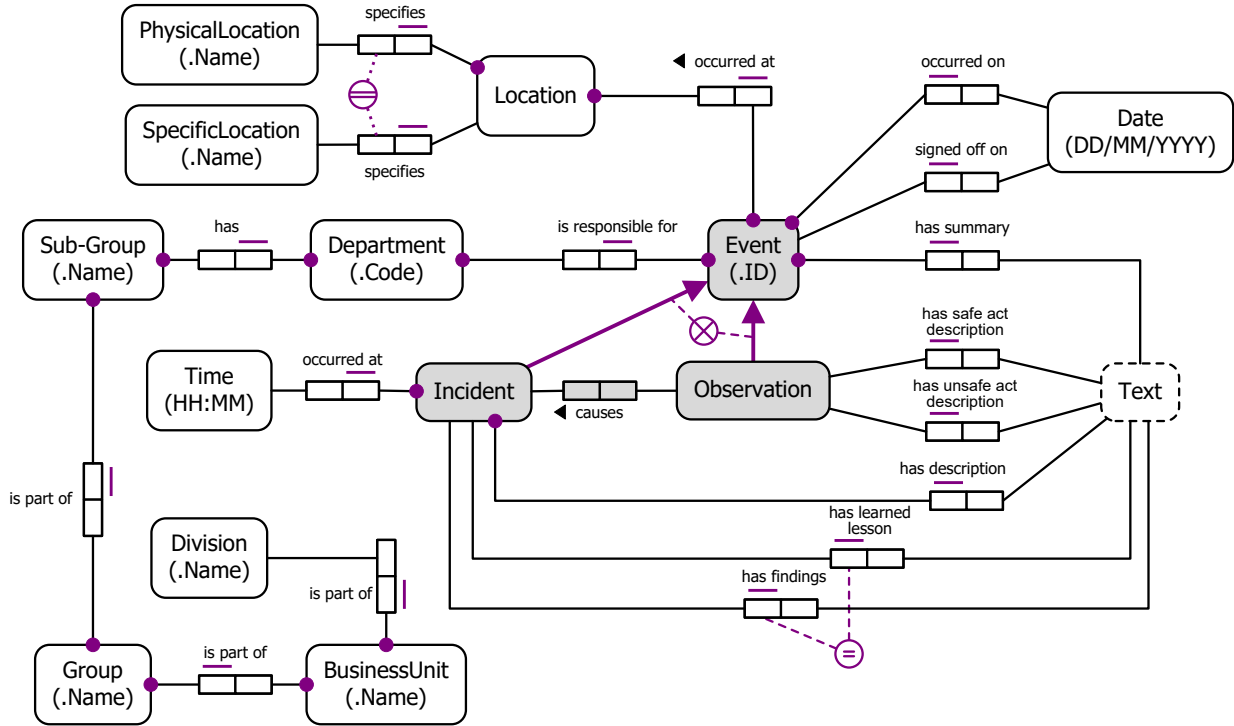 specifies
PhysicalLocation
(.Name)
Location
occurred at
occurred on
Date
(DD/MM/YYYY)
SpecificLocation
(.Name)
specifies
signed off on
Sub-Group
(.Name)
has
Department
(.Code)
is responsible for
Event
(.ID)
has summary
has safe act
description
Time
(HH:MM)
occurred at
Incident
causes
Observation
has unsafe act
description
Text
has description
is part of
Division
(.Name)
is part of
has learned
lesson
has findings
=
Group
(.Name)
is part of
BusinessUnit
(.Name)